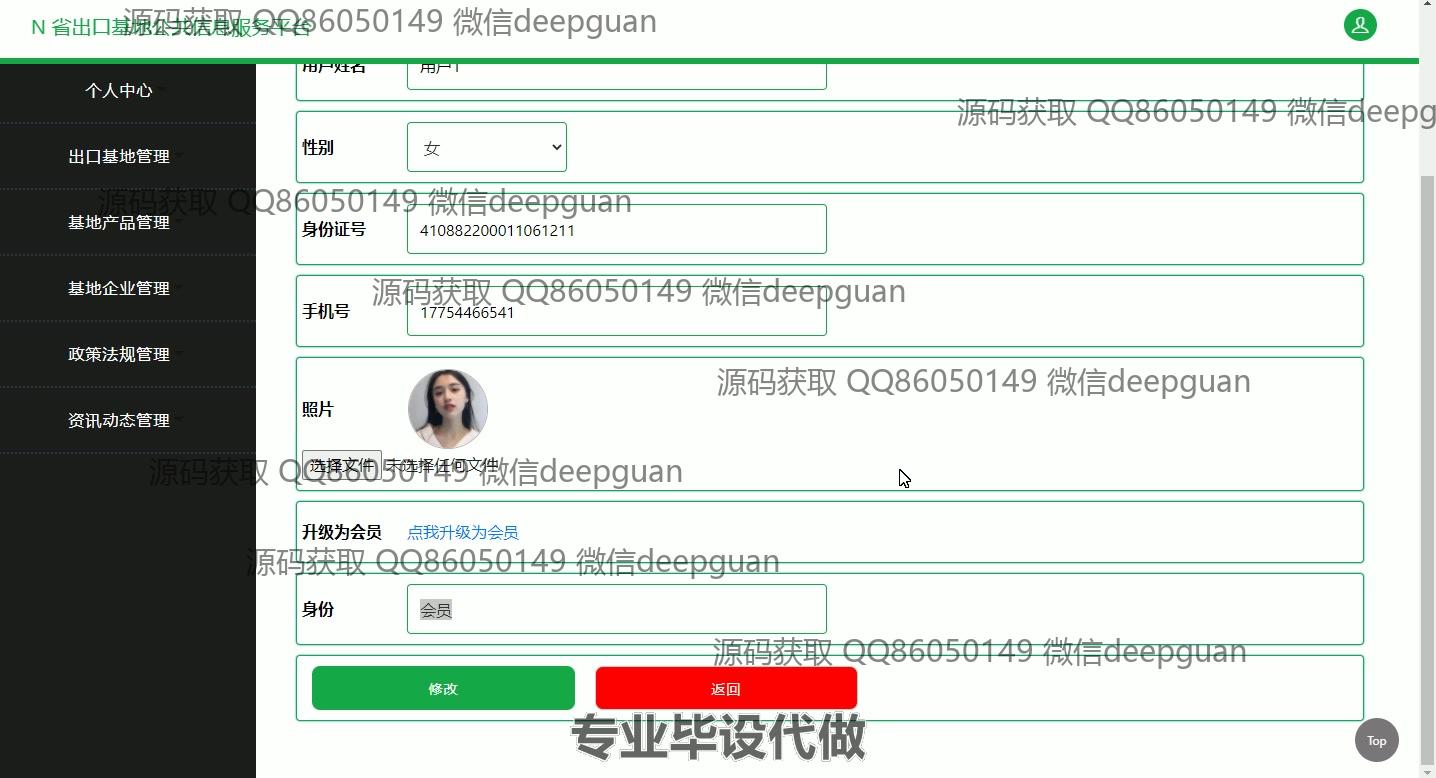 N 省出口基地公共信息服务平台
源码获取 QQ86050149 微信deepguan
个人中心
用户姓名 用户1
源码获取 QQ86050149 微信deepg
性别 女
出口基地管理
源码获取 QQ86050149 微信deepguan
基地产品管理
身份证号 410882200011061211
基地企业管理
源码获取 QQ86050149 微信deepguan
手机号 17754466541
政策法规管理
源码获取 QQ86050149 微信deepguan
照片
资讯动态管理
选择文件 未选择任何文件
源码获取 QQ86050149 微信deepguan
升级为会员 点我升级为会员
源码获取 QQ86050149 微信deepguan
身份 会员
源码获取 QQ86050149 微信deepguan
修改 返回
专业毕设代做
Top